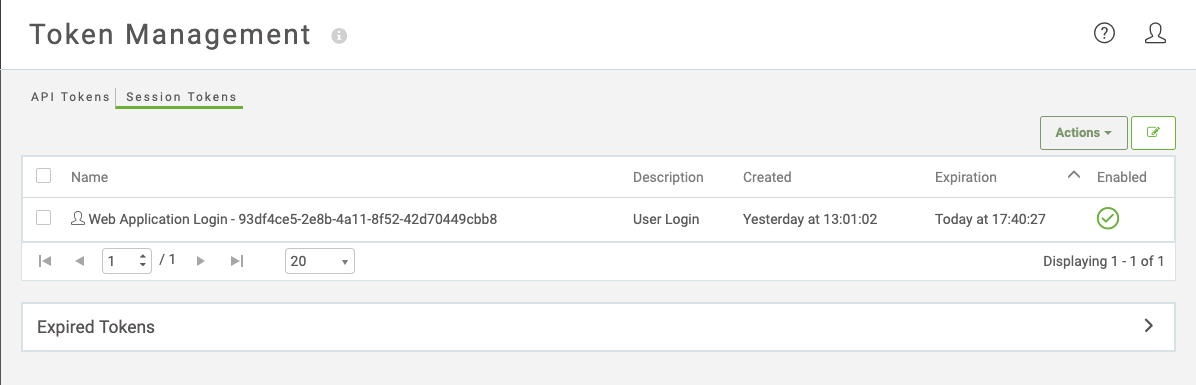 Token Management
API Tokens Session Tokens
Actions
Name Description Created Expiration Enabled
Web Application Login - 93df4ce5-2e8b-4a11-8f52-42d70449cbb8 User Login Yesterday at 13:01:02 Today at 17:40:27
1 / 1 20 Displaying 1 - 1 of 1
Expired Tokens